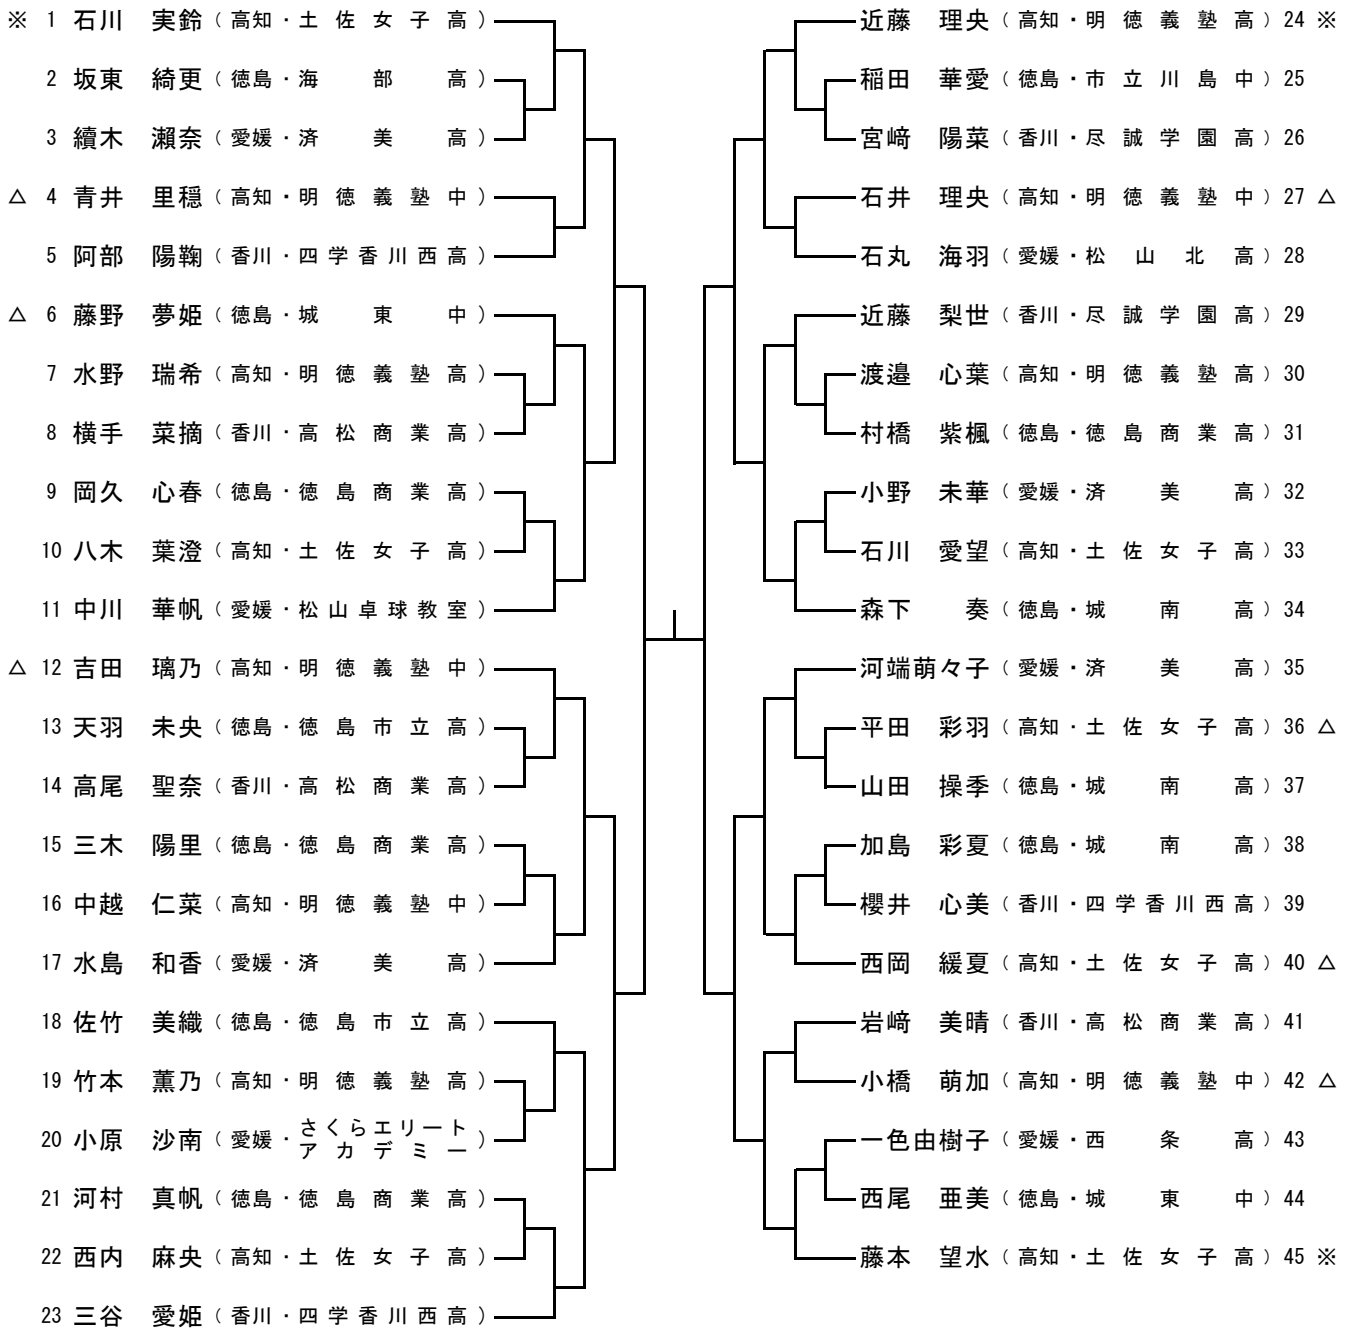 ※ 1 石川 実鈴 (高知・土佐女子高)
2 坂東 綺更 (徳島・海部高)
3 續木 瀬奈 (愛媛・済美高)
△ 4 青井 里穏 (高知・明徳義塾中)
5 阿部 陽鞠 (香川・四学香川西高)
△ 6 藤野 夢姫 (徳島・城東中)
7 水野 瑞希 (高知・明徳義塾高)
8 横手 菜摘 (香川・高松商業高)
9 岡久 心春 (徳島・徳島商業高)
10 八木 葉澄 (高知・土佐女子高)
11 中川 華帆 (愛媛・松山卓球教室)
△ 12 吉田 璃乃 (高知・明徳義塾中)
13 天羽 未央 (徳島・徳島市立高)
14 高尾 聖奈 (香川・高松商業高)
15 三木 陽里 (徳島・徳島商業高)
16 中越 仁菜 (高知・明徳義塾中)
17 水島 和香 (愛媛・済美高)
18 佐竹 美織 (徳島・徳島市立高)
19 竹本 薫乃 (高知・明徳義塾高)
20 小原 沙南 (愛媛・さくらエリートアカデミー)
21 河村 真帆 (徳島・徳島商業高)
22 西内 麻央 (高知・土佐女子高)
23 三谷 愛姫 (香川・四学香川西高)
近藤 理央 (高知・明徳義塾高) 24 ※
稲田 華愛 (徳島・市立川島中) 25
宮﨑 陽菜 (香川・尽誠学園高) 26
石井 理央 (高知・明徳義塾中) 27 △
石丸 海羽 (愛媛・松山北高) 28
近藤 梨世 (香川・尽誠学園高) 29
渡邉 心葉 (高知・明徳義塾高) 30
村橋 紫楓 (徳島・徳島商業高) 31
小野 未華 (愛媛・済美高) 32
石川 愛望 (高知・土佐女子高) 33
森下 奏 (徳島・城南高) 34
河端萌々子 (愛媛・済美高) 35
平田 彩羽 (高知・土佐女子高) 36 △
山田 操季 (徳島・城南高) 37
加島 彩夏 (徳島・城南高) 38
櫻井 心美 (香川・四学香川西高) 39
西岡 緩夏 (高知・土佐女子高) 40 △
岩﨑 美晴 (香川・高松商業高) 41
小橋 萌加 (高知・明徳義塾中) 42 △
一色由樹子 (愛媛・西条高) 43
西尾 亜美 (徳島・城東中) 44
藤本 望水 (高知・土佐女子高) 45 ※